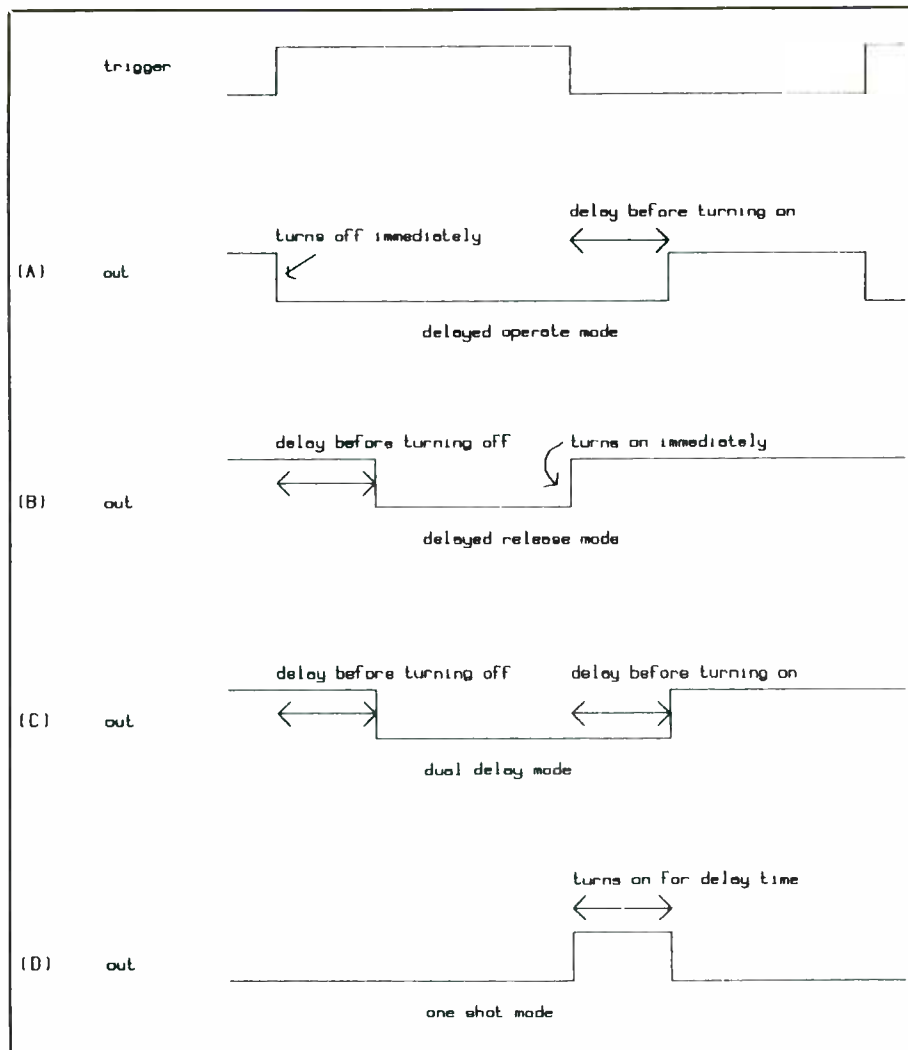 trigger
delay before turning on
turns off immediately
(A) out
delayed operate mode
delay before turning off turns on immediately
(B) out
delayed release mode
delay before turning off delay before turning on
(C) out
dual delay mode
turns on for delay time
(D) out
one shot mode